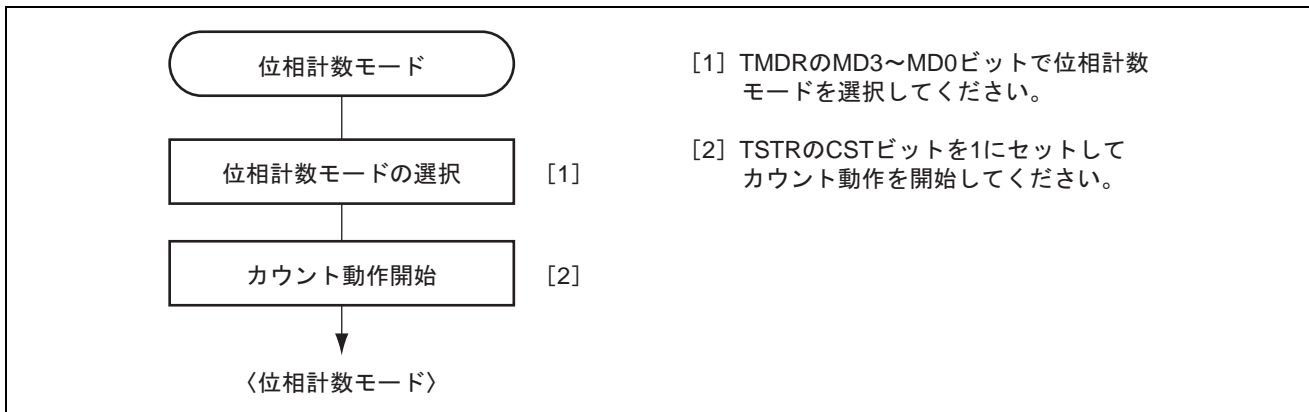 位相計数モード
位相計数モードの選択 [1]
カウント動作開始 [2]
〈位相計数モード〉
[1] TMDRのMD3～MD0ビットで位相計数
モードを選択してください。
[2] TSTRのCSTビットを1にセットして
カウント動作を開始してください。